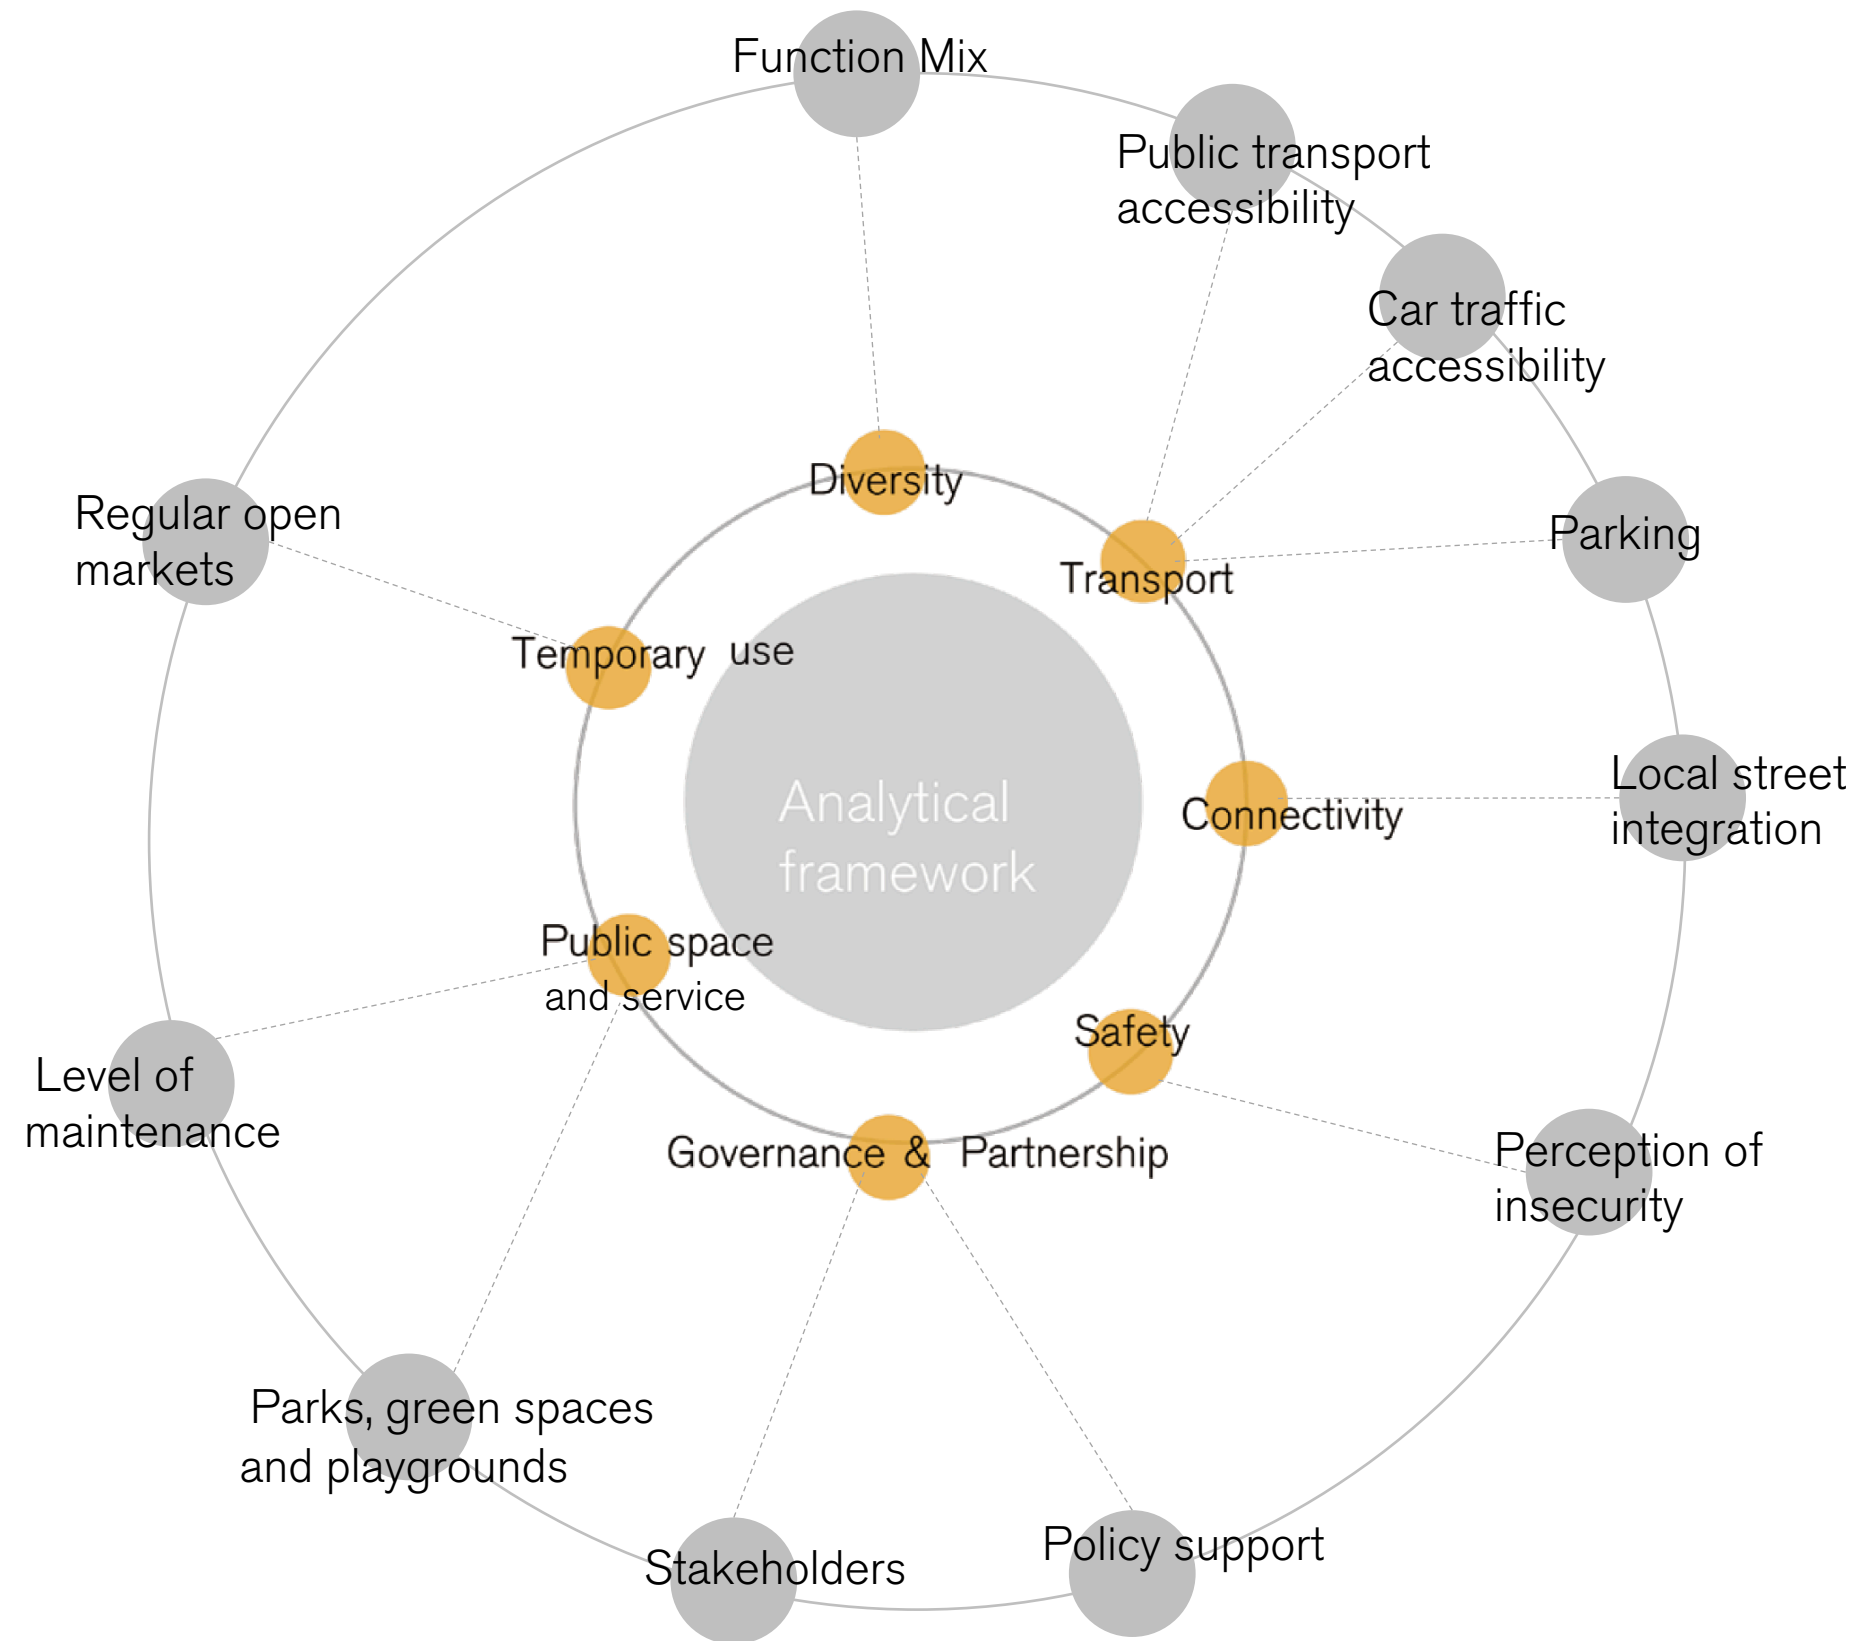 Function Mix
Public transport
accessibility
Car traffic
accessibility
Parking
Local street
integration
Perception of
insecurity
Policy support
Stakeholders
Parks, green spaces
and playgrounds
Level of
maintenance
Regular open
markets
Diversity
Transport
Connectivity
Safety
Governance & Partnership
Public space
and service
Temporary use
Analytical
framework